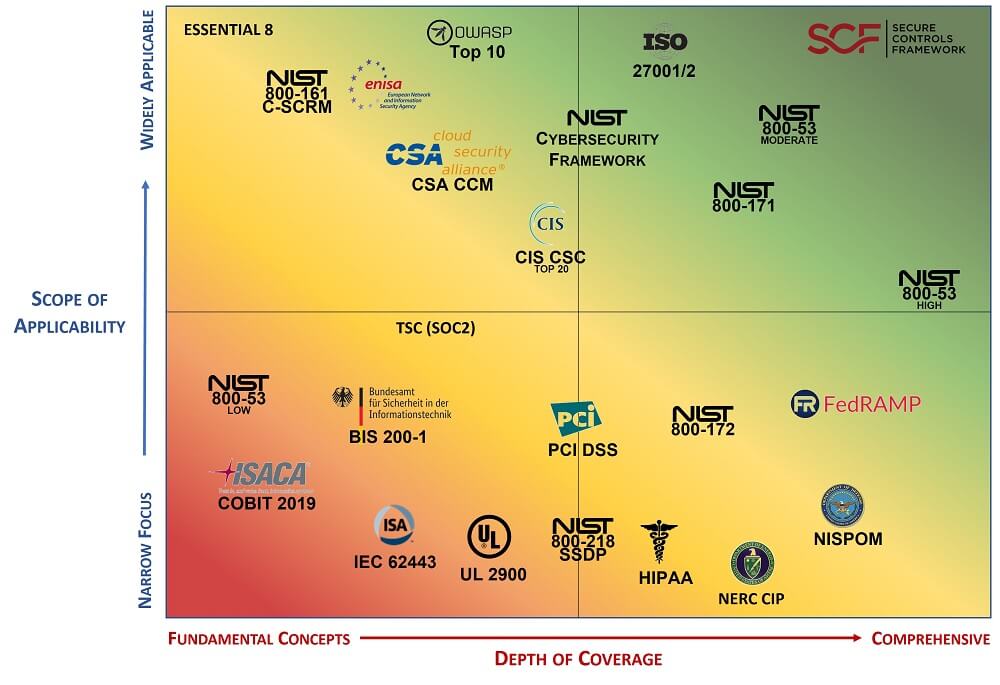 ESSENTIAL 8
OWASP
Top 10
ISO
27001/2
SCF
SECURE
CONTROLS
FRAMEWORK
NIST
800-161
C-SCRM
enisa
European Network
and Information
Security Agency
NIST
CYBERSECURITY
FRAMEWORK
NIST
800-53
MODERATE
CSA
cloud
security
alliance®
CSA CCM
NIST
800-171
CIS
CIS CSC
TOP 20
NIST
800-53
HIGH
WIDELY APPLICABLE
SCOPE OF
APPLICABILITY
NARROW FOCUS
TSC (SOC2)
NIST
800-53
LOW
Bundesamt
für Sicherheit in der
Informationstechnik
BIS 200-1
PCI
PCI DSS
NIST
800-172
FR FedRAMP
ISACA
COBIT 2019
ISA
IEC 62443
UL
UL 2900
NIST
800-218
SSDP
HIPAA
NERC CIP
NISPOM
FUNDAMENTAL CONCEPTS
COMPREHENSIVE
DEPTH OF COVERAGE